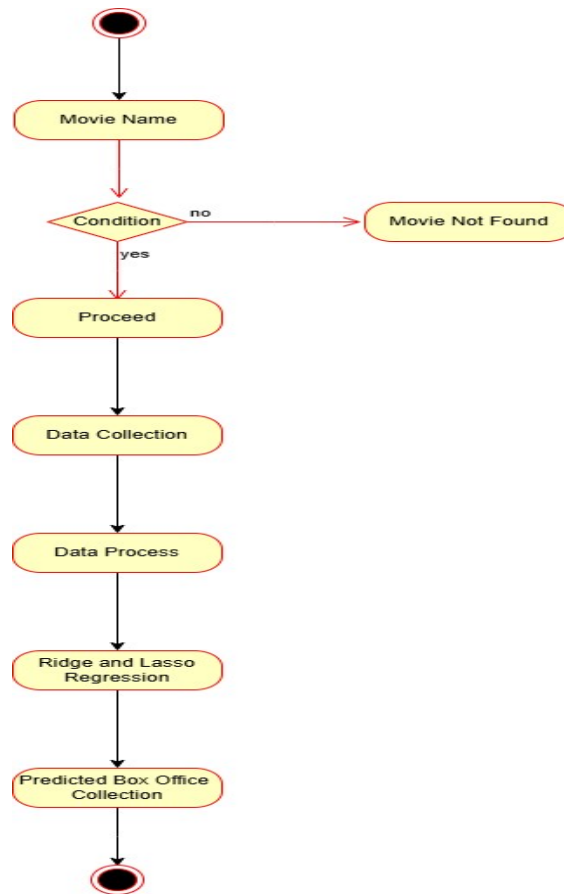 Movie Name
Condition
no
Movie Not Found
yes
Proceed
Data Collection
Data Process
Ridge and Lasso
Regression
Predicted Box Office
Collection